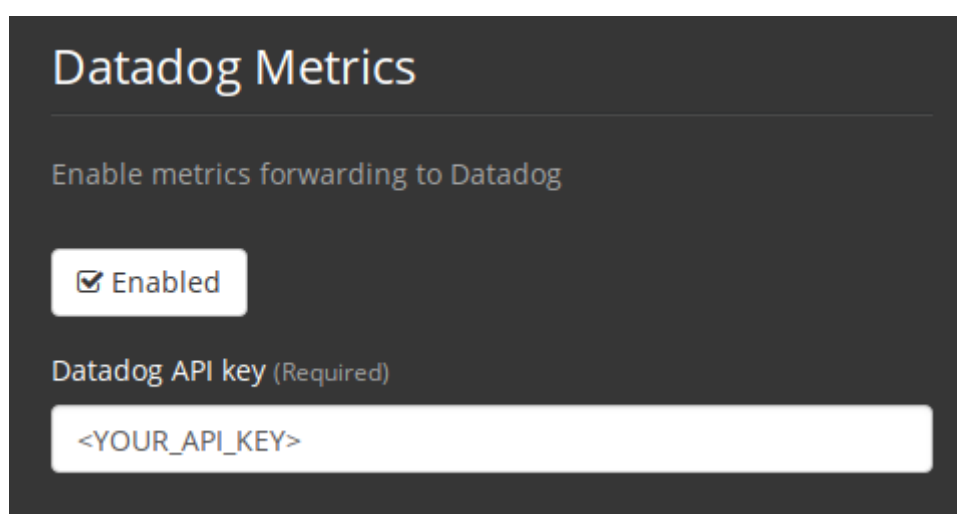 Datadog Metrics
Enable metrics forwarding to Datadog
Enabled
Datadog API key (Required)
<YOUR_API_KEY>